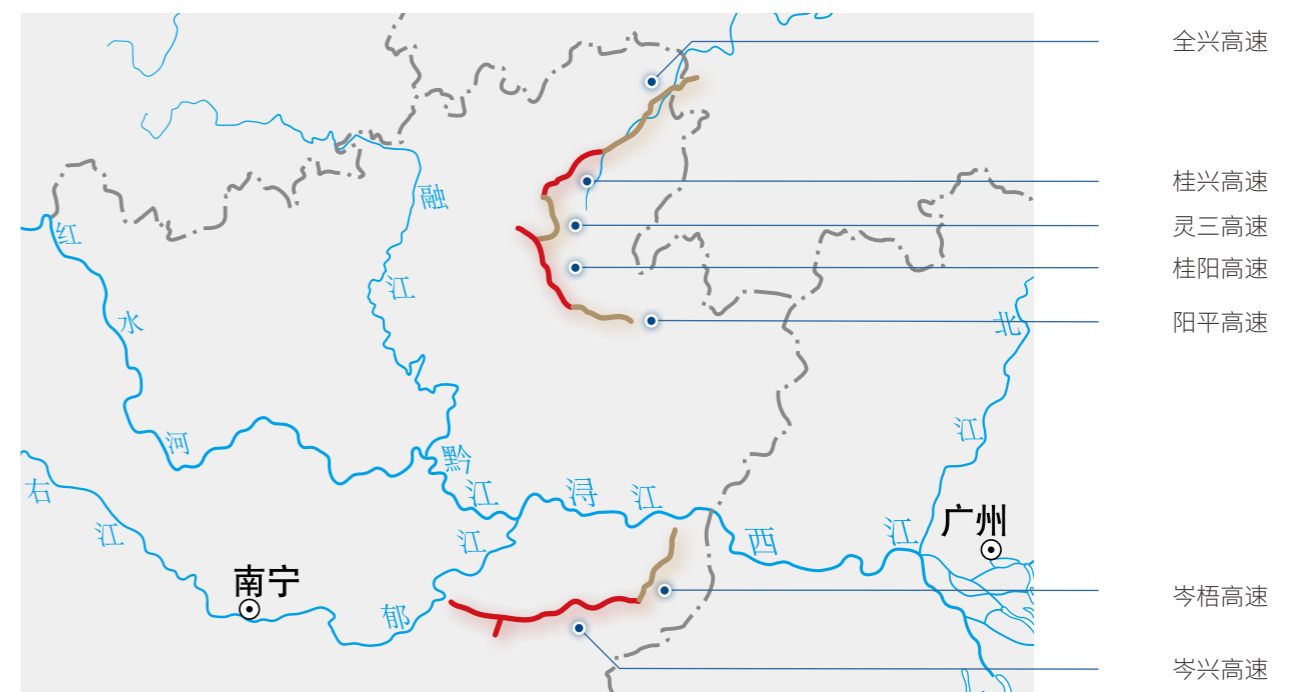 全兴高速
桂兴高速
灵三高速
桂阳高速
阳平高速
岑梧高速
岑兴高速
融
江
红
水
河
右
江
黔
江
浔
江
江
郁
西
江
北
江
南宁
广州